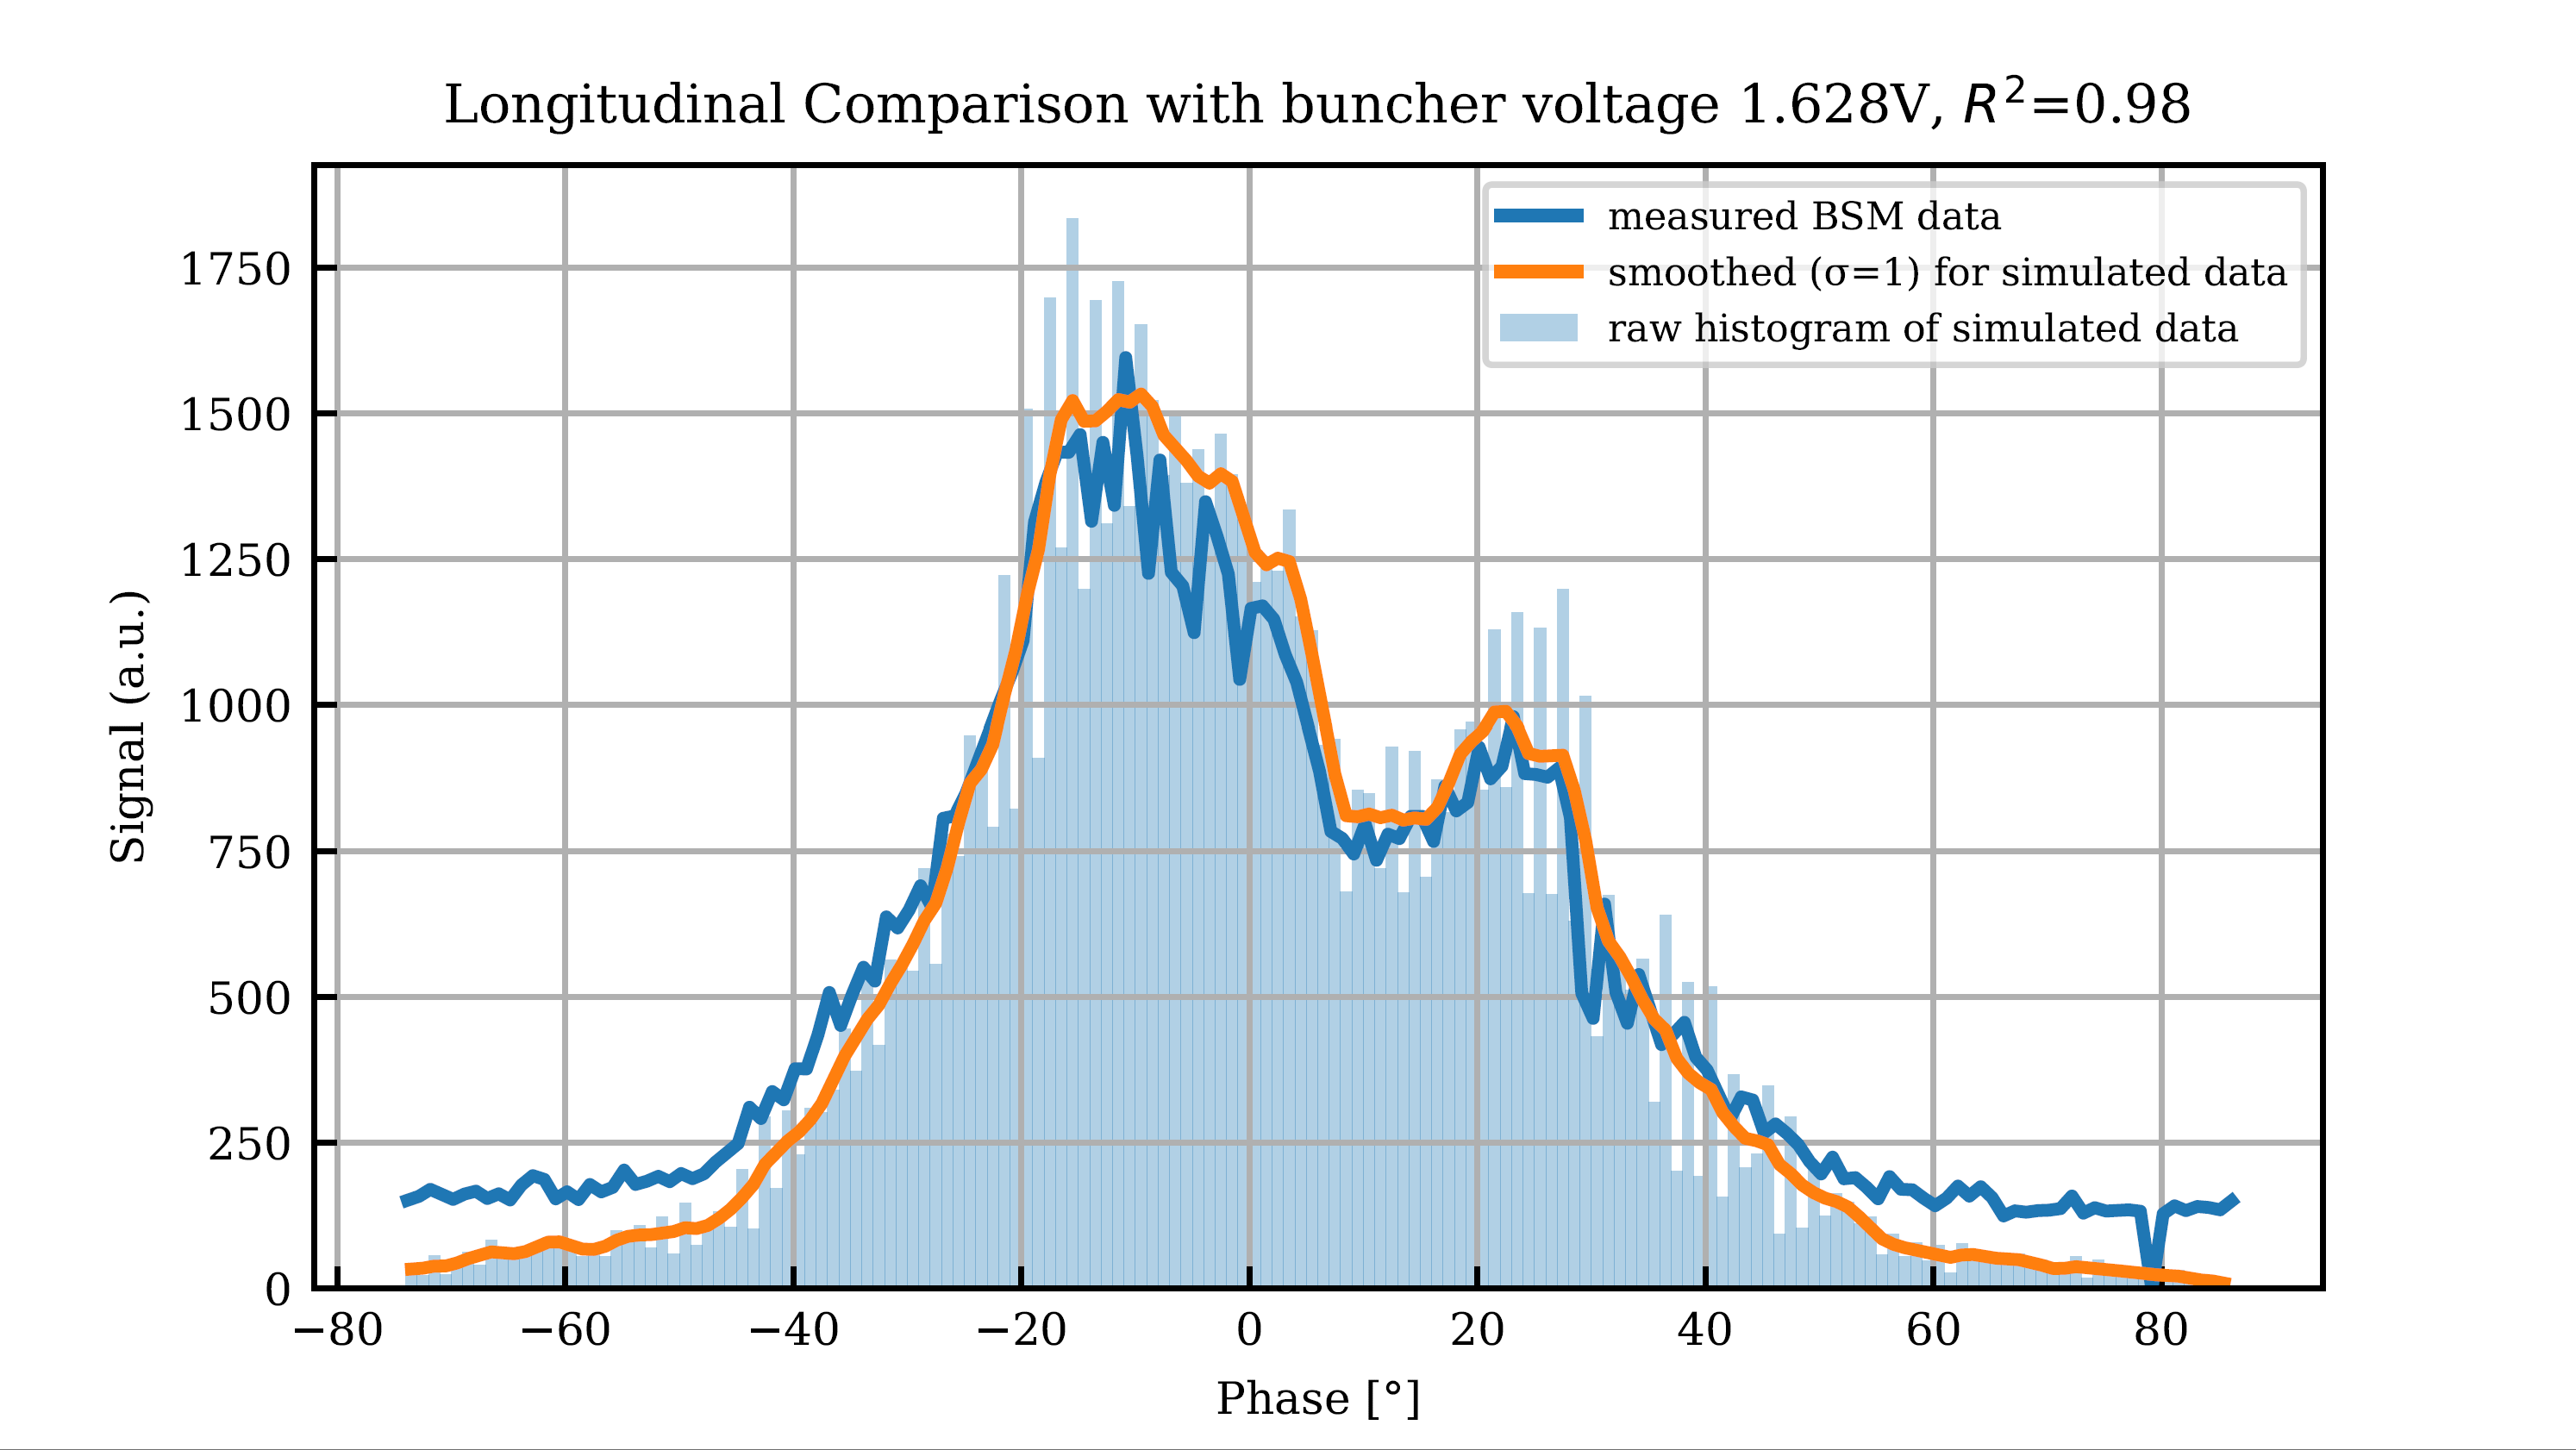 Longitudinal Comparison with buncher voltage 1.628V, R²=0.98
measured BSM data
smoothed (σ=1) for simulated data
raw histogram of simulated data
Signal (a.u.)
1750
1500
1250
1000
750
500
250
0
−80 −60 −40 −20 0 20 40 60 80
Phase [°]